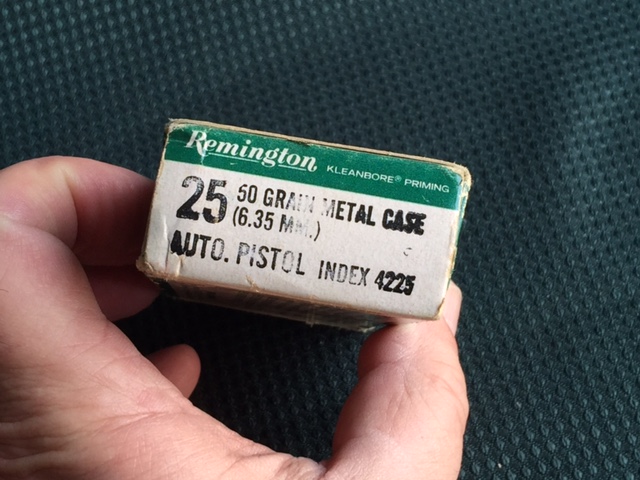 Remington KLEANBORE® PRIMING
25 50 GRAIN METAL CASE
(6.35 MM.)
AUTO. PISTOL INDEX 4225